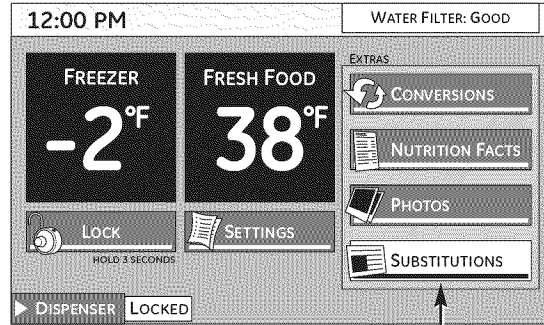 12:00 PM
WATER FILTER: GOOD
FREEZER
-2°F
FRESH FOOD
38°F
EXTRAS
CONVERSIONS
NUTRITION FACTS
PHOTOS
SUBSTITUTIONS
LOCK
HOLD 3 SECONDS
SETTINGS
DISPENSER LOCKED